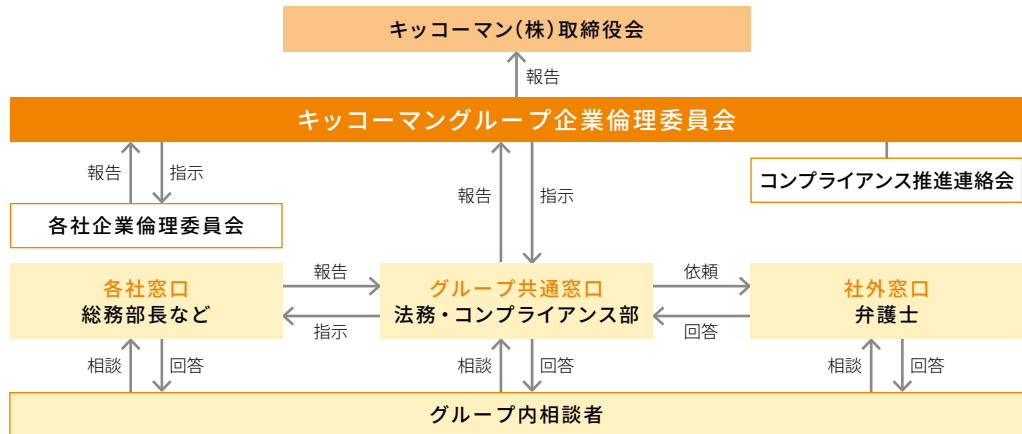 キッコーマン(株)取締役会
報告
キッコーマングループ企業倫理委員会
報告
指示
報告
指示
コンプライアンス推進連絡会
各社企業倫理委員会
各社窓口
総務部長など
報告
指示
グループ共通窓口
法務・コンプライアンス部
依頼
回答
社外窓口
弁護士
相談
回答
相談
回答
相談
回答
グループ内相談者